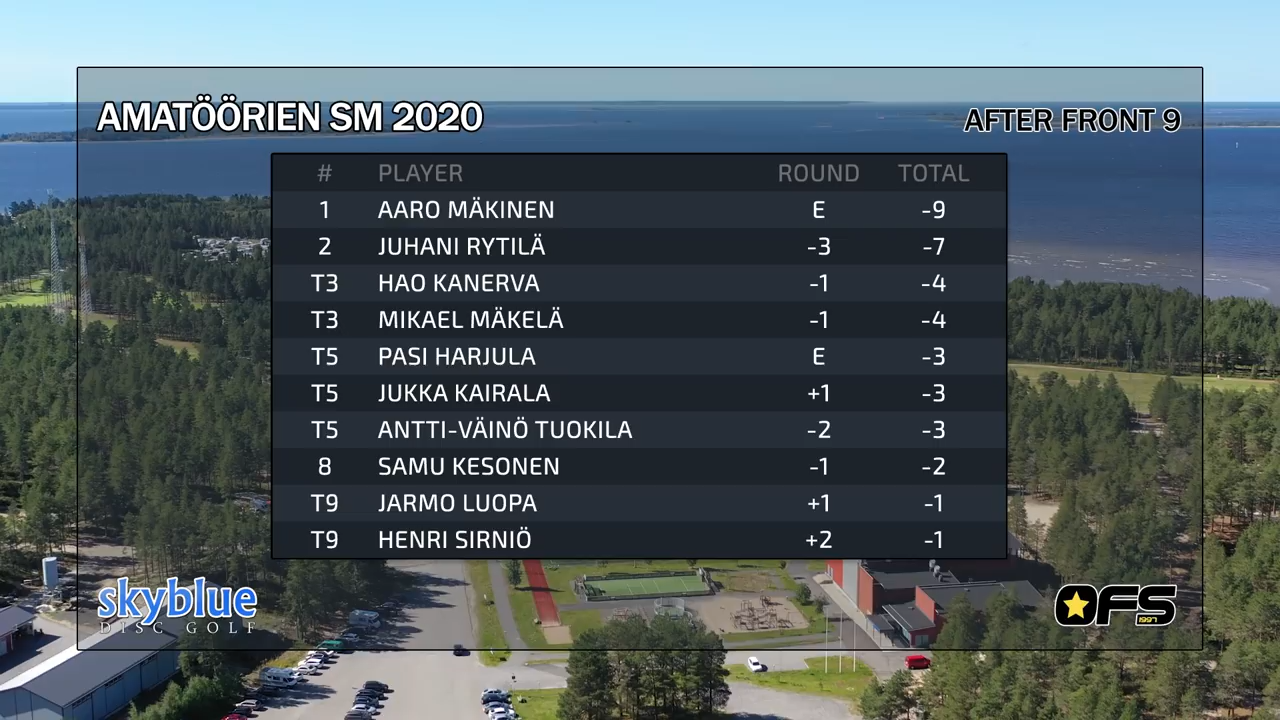 AMATÖÖRIEN SM 2020
AFTER FRONT 9
# PLAYER ROUND TOTAL
1 AARO MÄKINEN E -9
2 JUHANI RYTILÄ -3 -7
T3 HAO KANERVA -1 -4
T3 MIKAEL MÄKELÄ -1 -4
T5 PASI HARJULA E -3
T5 JUKKA KAIRALA +1 -3
T5 ANTTI-VÄINÖ TUOKILA -2 -3
8 SAMU KESONEN -1 -2
T9 JARMO LUOPA +1 -1
T9 HENRI SIRNIÖ +2 -1
skyblue
DISC GOLF
OFS
1997